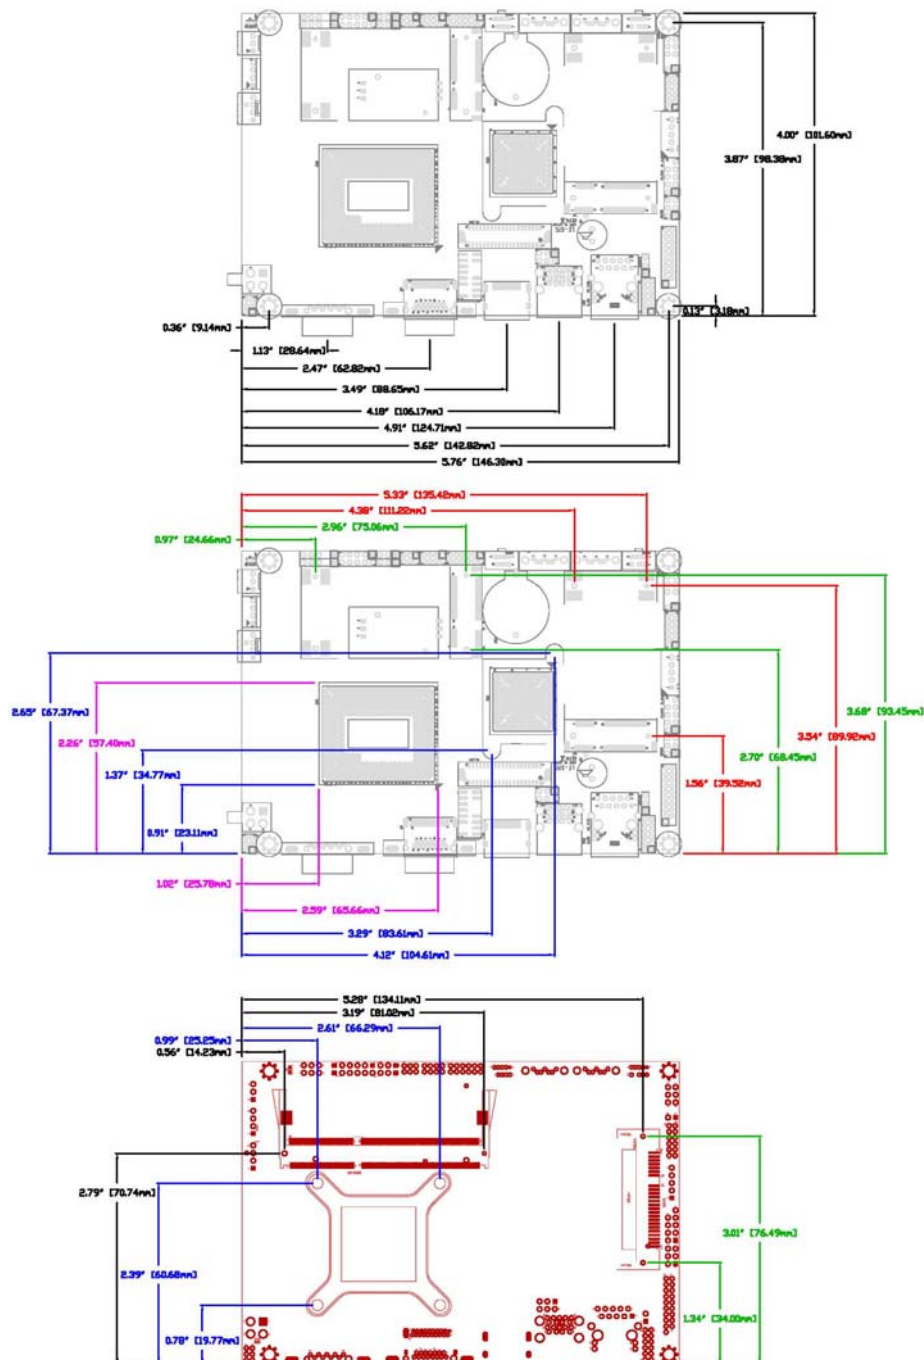 4.00" [101.60mm]
3.87" [98.38mm]
0.13" [3.18mm]
0.36" [9.14mm]
1.13" [28.64mm]
2.47" [62.82mm]
3.49" [88.65mm]
4.18" [106.17mm]
4.91" [124.71mm]
5.62" [142.82mm]
5.76" [146.30mm]
5.33" [135.42mm]
4.38" [111.22mm]
2.96" [75.06mm]
0.97" [24.66mm]
2.65" [67.37mm]
3.68" [93.45mm]
2.26" [57.40mm]
3.54" [89.92mm]
2.70" [68.45mm]
1.37" [34.77mm]
1.56" [39.52mm]
0.91" [23.11mm]
1.02" [25.78mm]
2.59" [65.66mm]
3.29" [83.61mm]
4.12" [104.61mm]
5.28" [134.11mm]
3.19" [81.02mm]
2.61" [66.29mm]
0.99" [25.25mm]
0.56" [14.23mm]
2.79" [70.74mm]
3.01" [76.49mm]
2.39" [60.68mm]
1.34" [34.00mm]
0.78" [19.77mm]